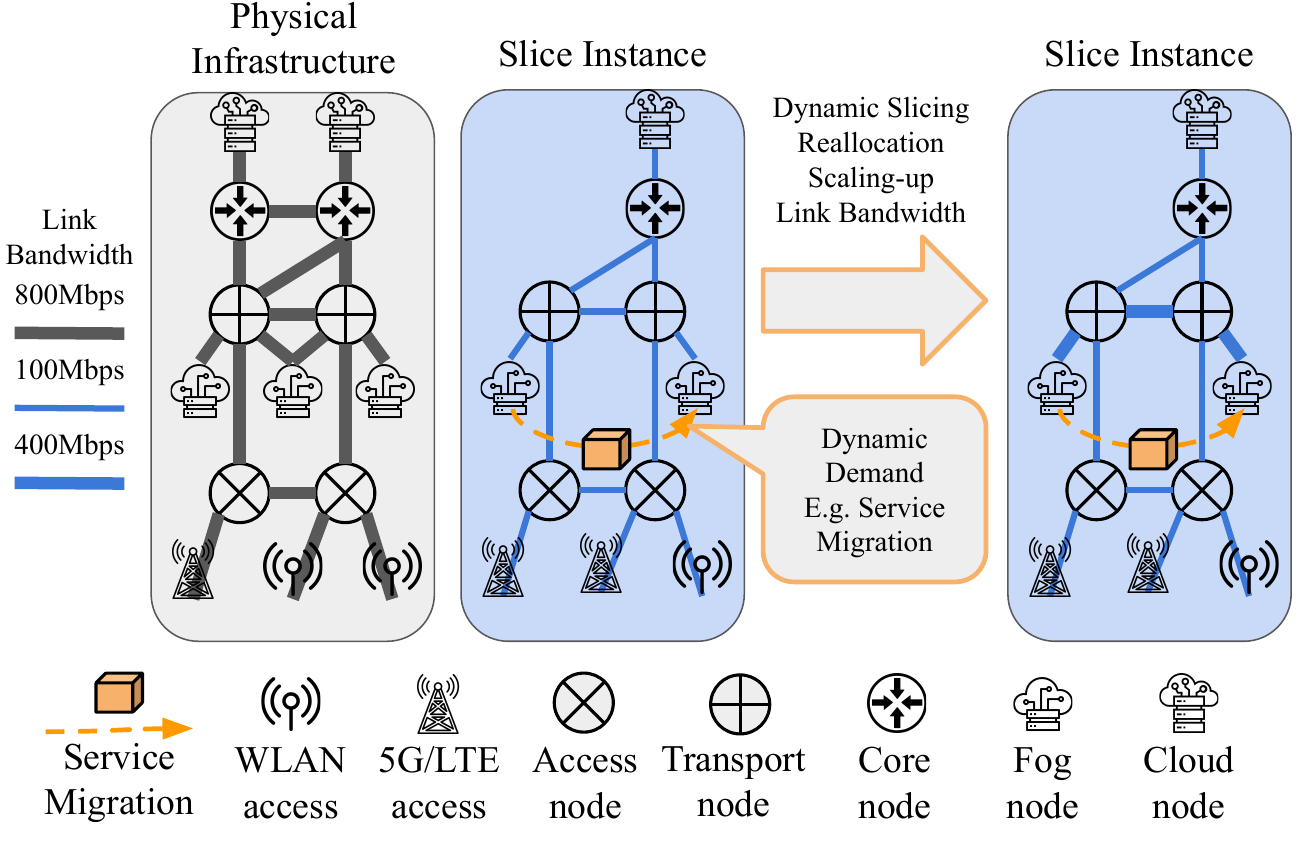 Physical
Infrastructure
Slice Instance
Slice Instance
Dynamic Slicing
Reallocation
Scaling-up
Link Bandwidth
Link
Bandwidth
800Mbps
100Mbps
400Mbps
Dynamic
Demand
E.g. Service
Migration
Service
Migration
WLAN
access
5G/LTE
access
Access
node
Transport
node
Core
node
Fog
node
Cloud
node